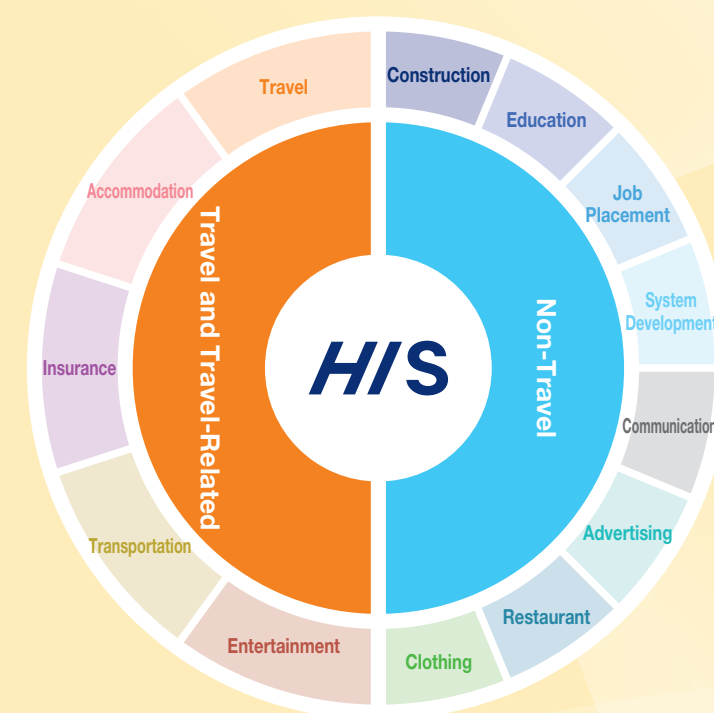 Travel
Accommodation
Insurance
Transportation
Entertainment
Travel and Travel-Related
HIS
Non-Travel
Construction
Education
Job
Placement
System
Development
Communication
Advertising
Restaurant
Clothing